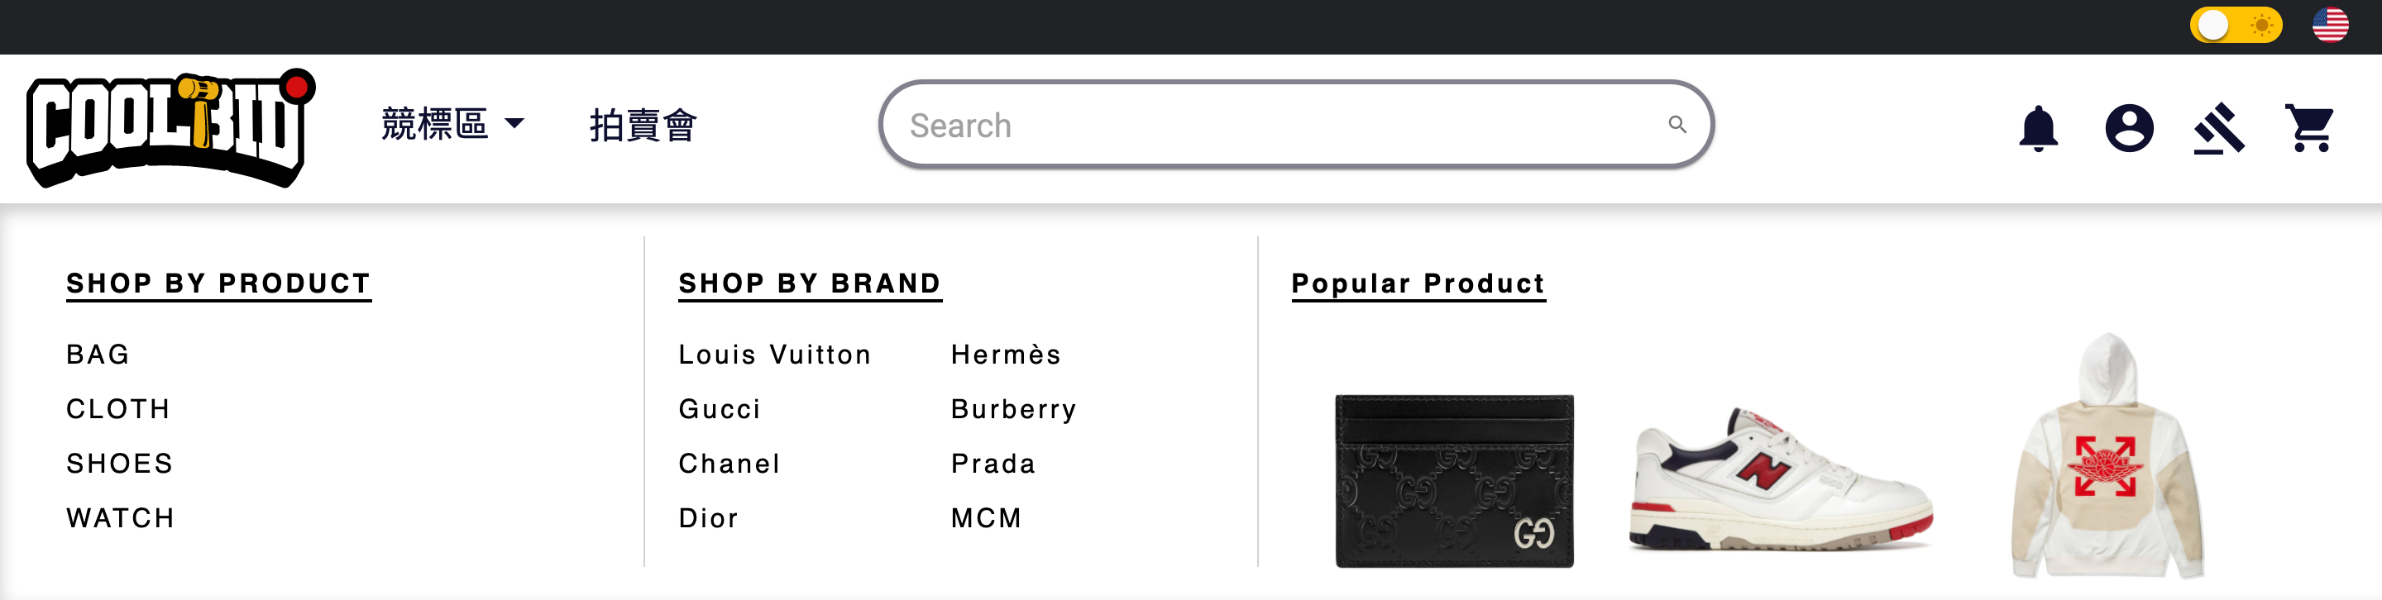 COOLBID
競標區
拍賣會
Search
SHOP BY PRODUCT
BAG
CLOTH
SHOES
WATCH
SHOP BY BRAND
Louis Vuitton
Hermès
Gucci
Burberry
Chanel
Prada
Dior
MCM
Popular Product
N